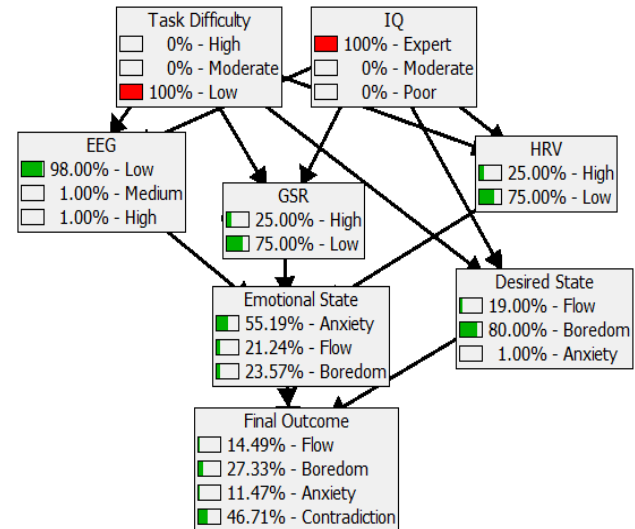 Task Difficulty
0% - High
0% - Moderate
100% - Low
IQ
100% - Expert
0% - Moderate
0% - Poor
EEG
98.00% - Low
1.00% - Medium
1.00% - High
GSR
25.00% - High
75.00% - Low
HRV
25.00% - High
75.00% - Low
Emotional State
55.19% - Anxiety
21.24% - Flow
23.57% - Boredom
Desired State
19.00% - Flow
80.00% - Boredom
1.00% - Anxiety
Final Outcome
14.49% - Flow
27.33% - Boredom
11.47% - Anxiety
46.71% - Contradiction